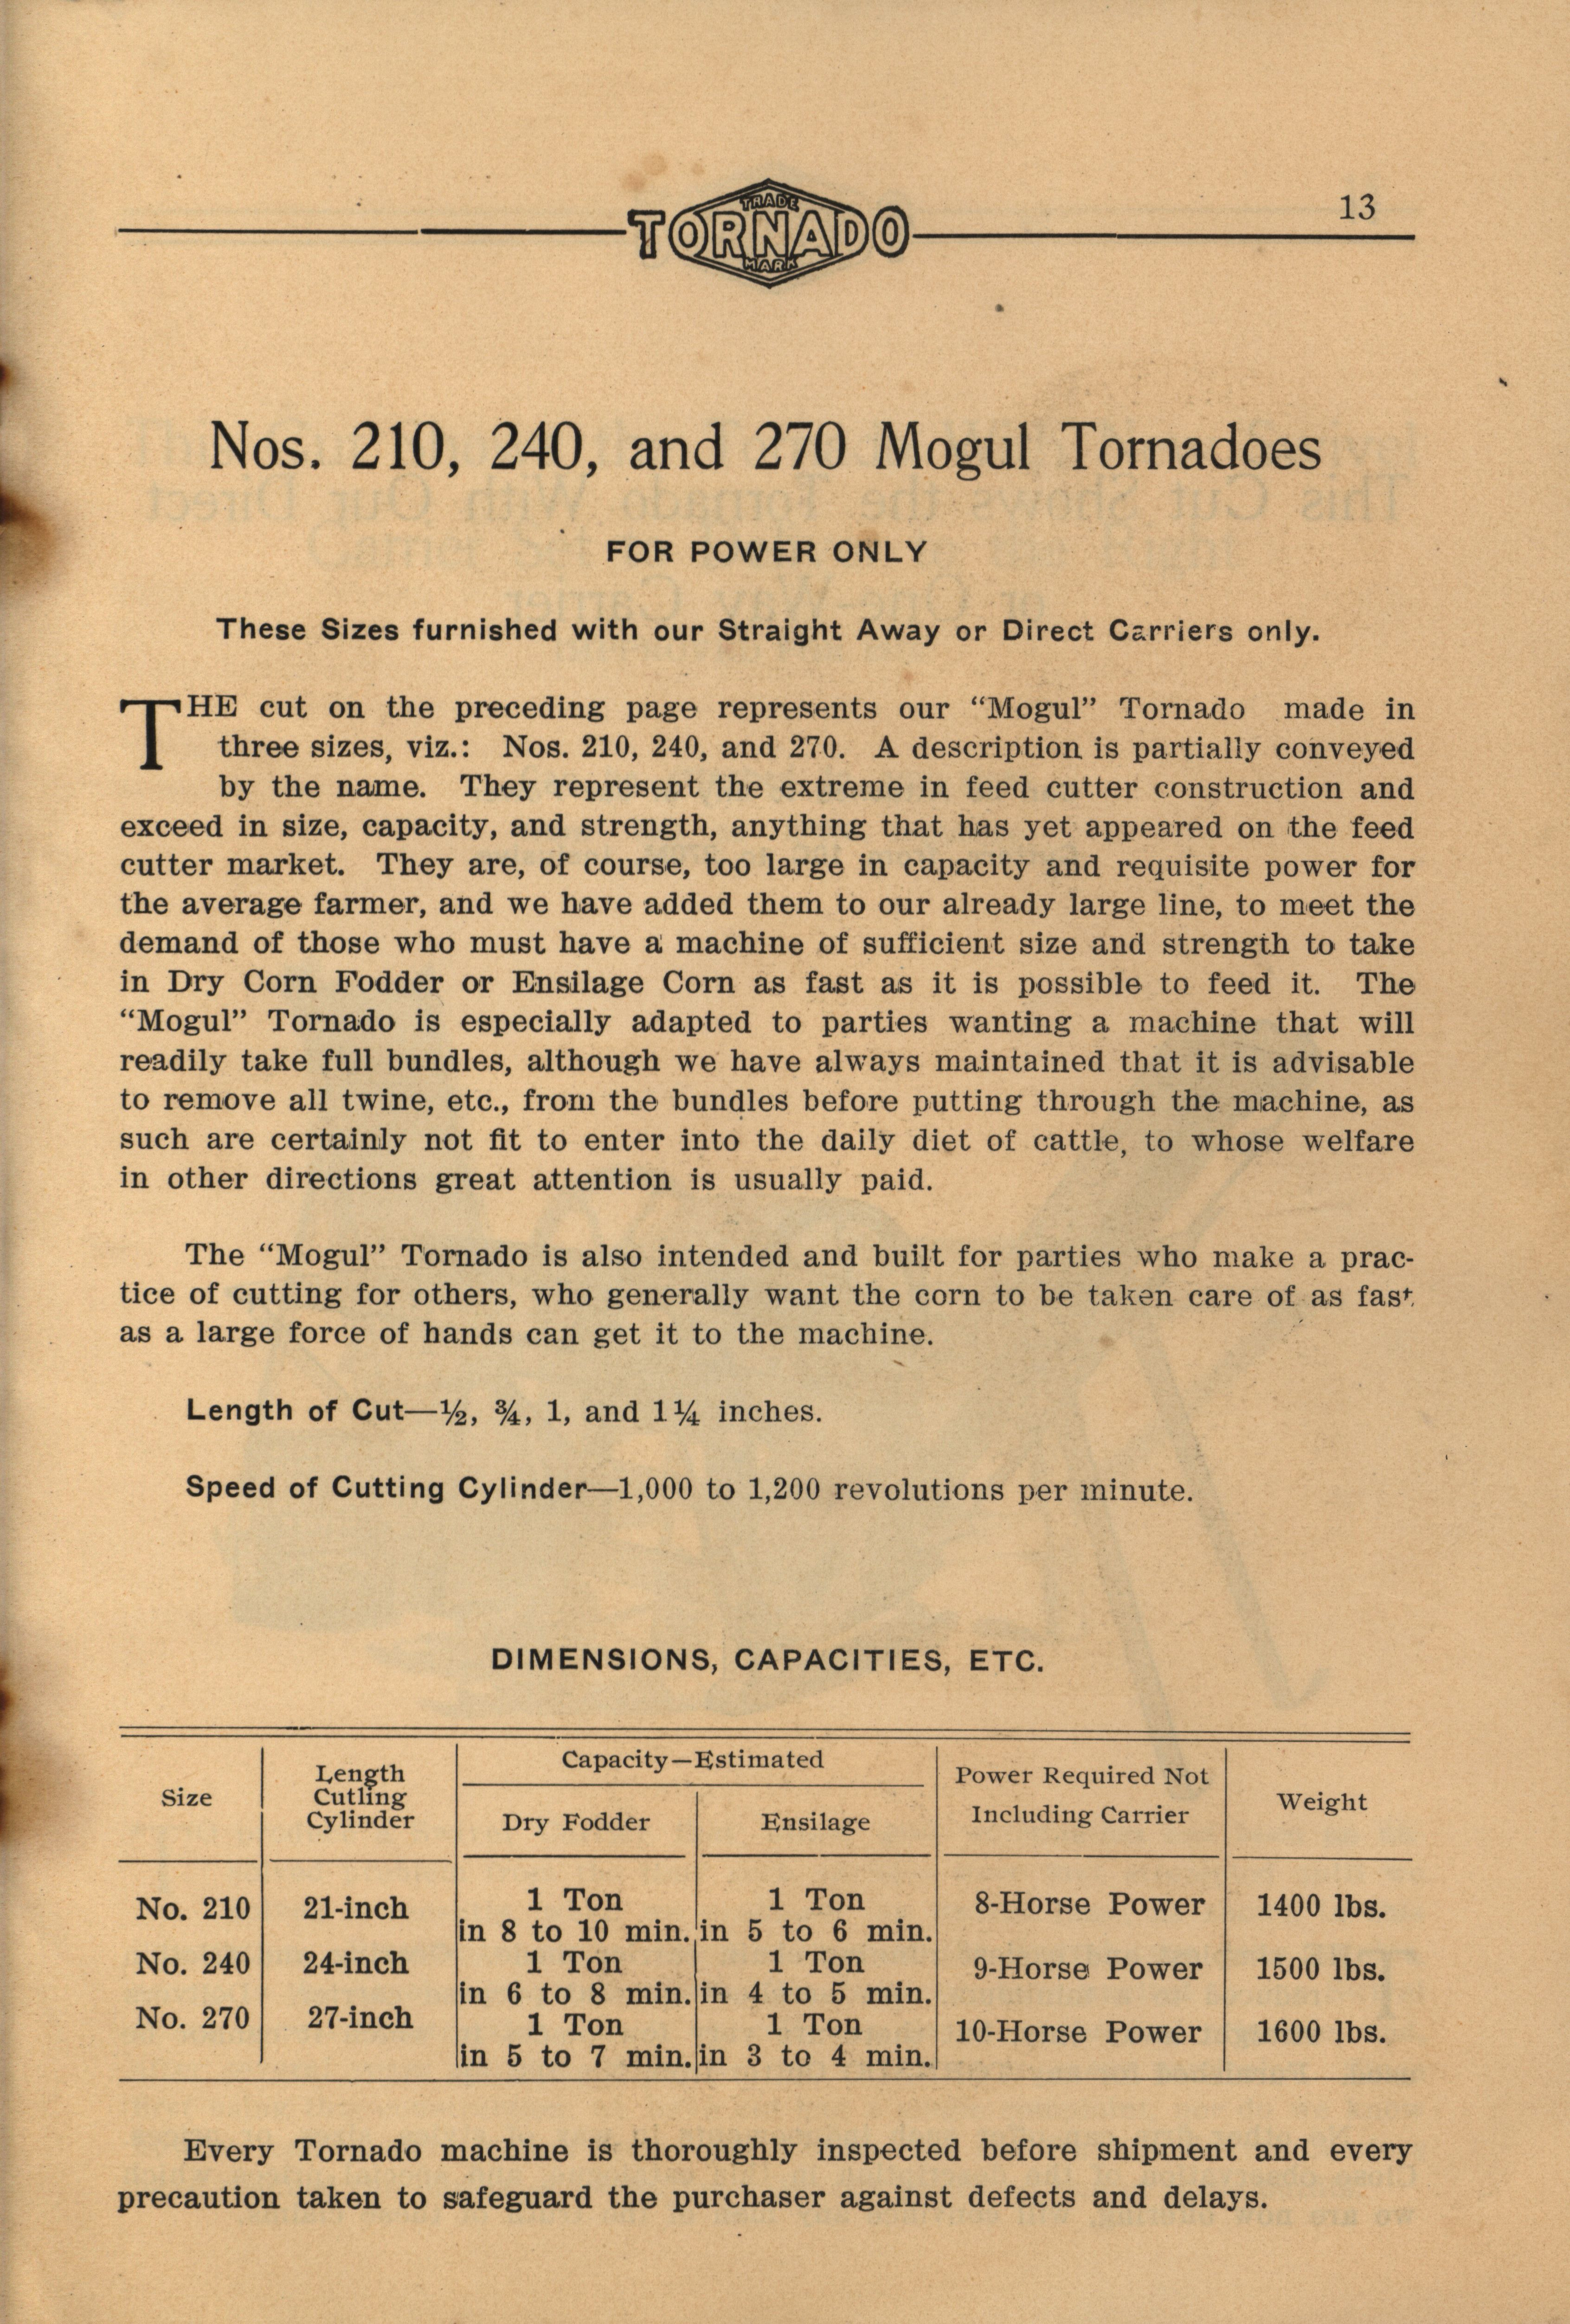 13
TRADE
TORNADO
MARK
Nos. 210, 240, and 270 Mogul Tornadoes
FOR POWER ONLY
These Sizes furnished with our Straight Away or Direct Carriers only.
THE cut on the preceding page represents our “Mogul” Tornado made in
three sizes, viz.: Nos. 210, 240, and 270. A description is partially conveyed
by the name. They represent the extreme in feed cutter construction and
exceed in size, capacity, and strength, anything that has yet appeared on the feed
cutter market. They are, of course, too large in capacity and requisite power for
the average farmer, and we have added them to our already large line, to meet the
demand of those who must have a machine of sufficient size and strength to take
in Dry Corn Fodder or Ensilage Corn as fast as it is possible to feed it. The
“Mogul” Tornado is especially adapted to parties wanting a machine that will
readily take full bundles, although we have always maintained that it is advisable
to remove all twine, etc., from the bundles before putting through the machine, as
such are certainly not fit to enter into the daily diet of cattle, to whose welfare
in other directions great attention is usually paid.
The “Mogul” Tornado is also intended and built for parties who make a prac-
tice of cutting for others, who generally want the corn to be taken care of as fast
as a large force of hands can get it to the machine.
Length of Cut—½, ¾, 1, and 1¼ inches.
Speed of Cutting Cylinder—1,000 to 1,200 revolutions per minute.
DIMENSIONS, CAPACITIES, ETC.
Size
Length
Cutling
Cylinder
Capacity—Estimated
Dry Fodder
Ensilage
Power Required Not
Including Carrier
Weight
No. 210 21-inch 1 Ton 1 Ton 8-Horse Power 1400 lbs.
in 8 to 10 min. in 5 to 6 min.
No. 240 24-inch 1 Ton 1 Ton 9-Horse Power 1500 lbs.
in 6 to 8 min. in 4 to 5 min.
No. 270 27-inch 1 Ton 1 Ton 10-Horse Power 1600 lbs.
in 5 to 7 min. in 3 to 4 min.
Every Tornado machine is thoroughly inspected before shipment and every
precaution taken to safeguard the purchaser against defects and delays.